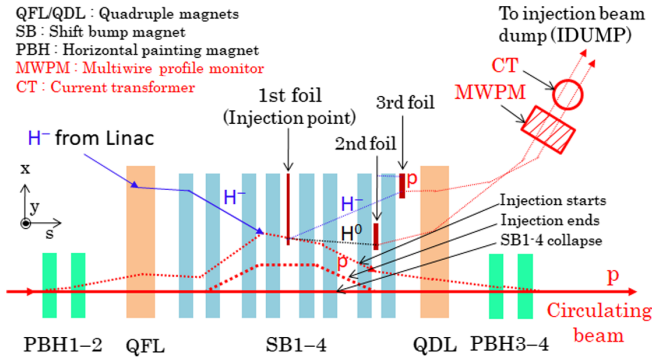 QFL/QDL : Quadruple magnets
SB : Shift bump magnet
PBH : Horizontal painting magnet
MWPM : Multiwire profile monitor
CT : Current transformer
To injection beam
dump (IDUMP)
CT
MWPM
1st foil
(Injection point)
3rd foil
2nd foil
H⁻ from Linac
p
x
y
s
H⁻
H⁻
H⁰
p
Injection starts
Injection ends
SB1-4 collapse
p
Circulating
beam
PBH1–2
QFL
SB1–4
QDL
PBH3–4